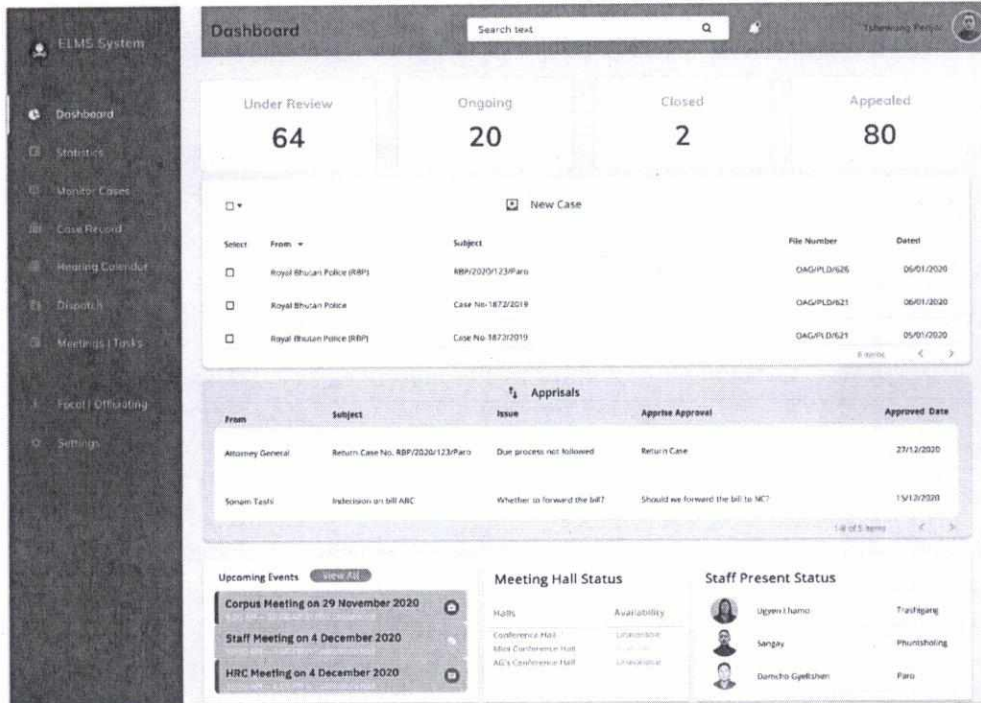 ELMS System
Dashboard
Statistics
Monitor Cases
Case Record
Hearing Calendar
Dispatch
Meetings | Tasks
Focal | Officiating
Settings
Dashboard
Search text
Under Review
64
Ongoing
20
Closed
2
Appealed
80
New Case
Select From Subject File Number Dated
Royal Bhutan Police (RBP) RBP/2020/123/Paro OAG/PLD/626 06/01/2020
Royal Bhutan Police Case No-1872/2019 OAG/PLD/621 06/01/2020
Royal Bhutan Police (RBP) Case No-1872/2019 OAG/PLD/621 05/01/2020
items
Apprisals
From Subject Issue Apprise Approval Approved Date
Attorney General Return Case No. RBP/2020/123/Paro Due process not followed Return Case 27/12/2020
Sonam Tashi Indecision on bill ABC Whether to forward the bill? Should we forward the bill to NC? 15/12/2020
of 5 items
Upcoming Events View All
Corpus Meeting on 29 November 2020
Staff Meeting on 4 December 2020
HRC Meeting on 4 December 2020
Meeting Hall Status
Halls Availability
Conference Hall
Mini Conference Hall
AG's Conference Hall
Staff Present Status
Ugyen Lhamo Trashigang
Sangay Phuntsholing
Damcho Gyeltshen Paro